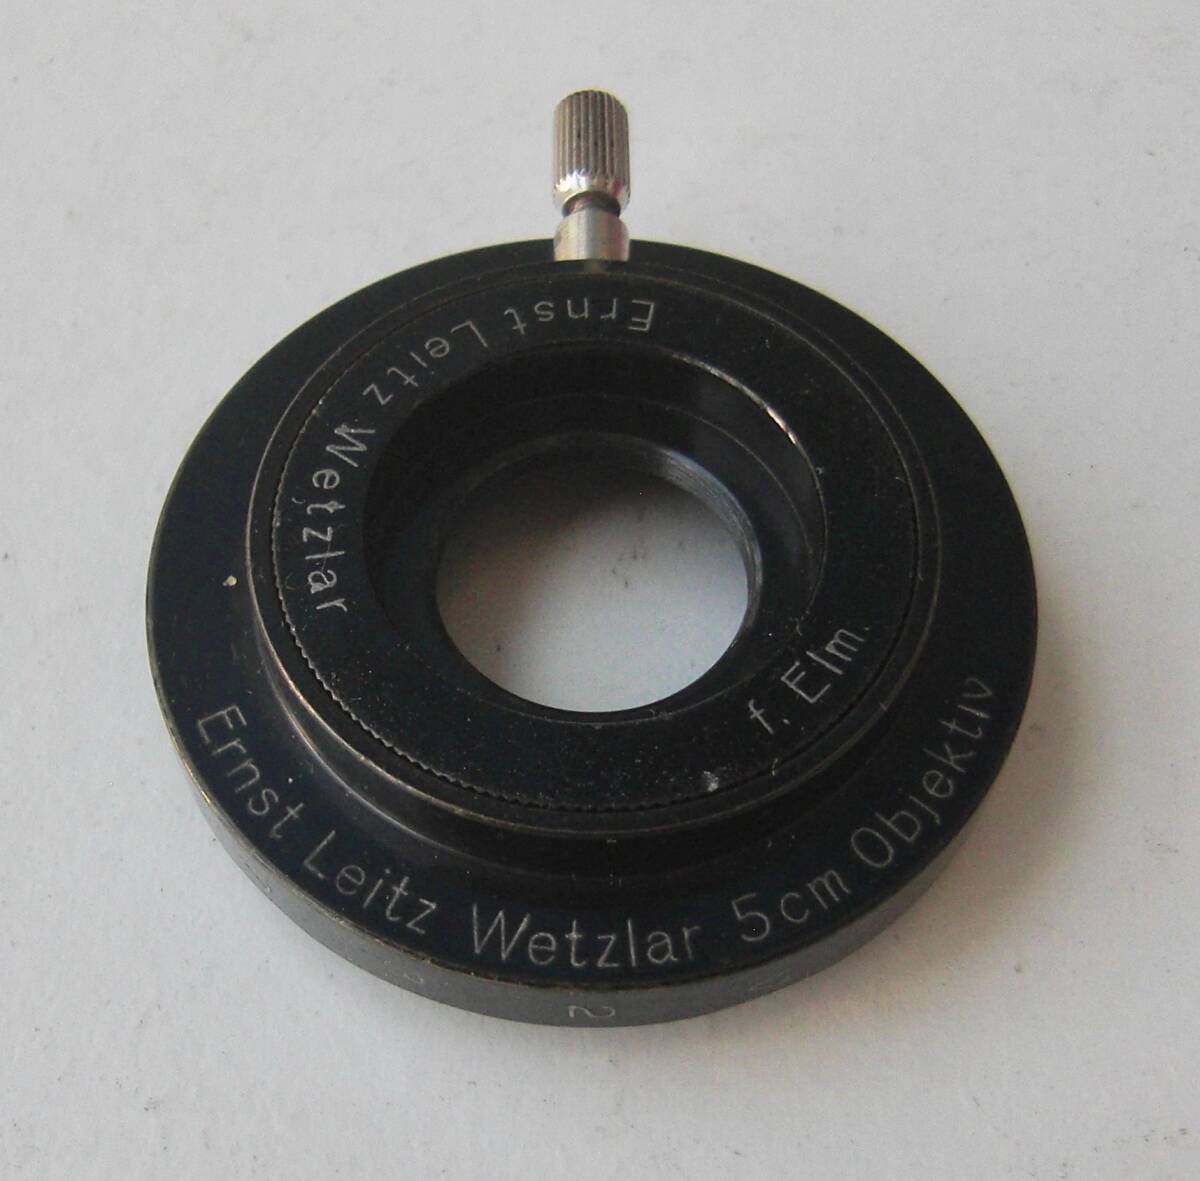 Ernst Leitz Wetzlar
f. Elm.
Ernst Leitz Wetzlar 5cm Objektiv
2